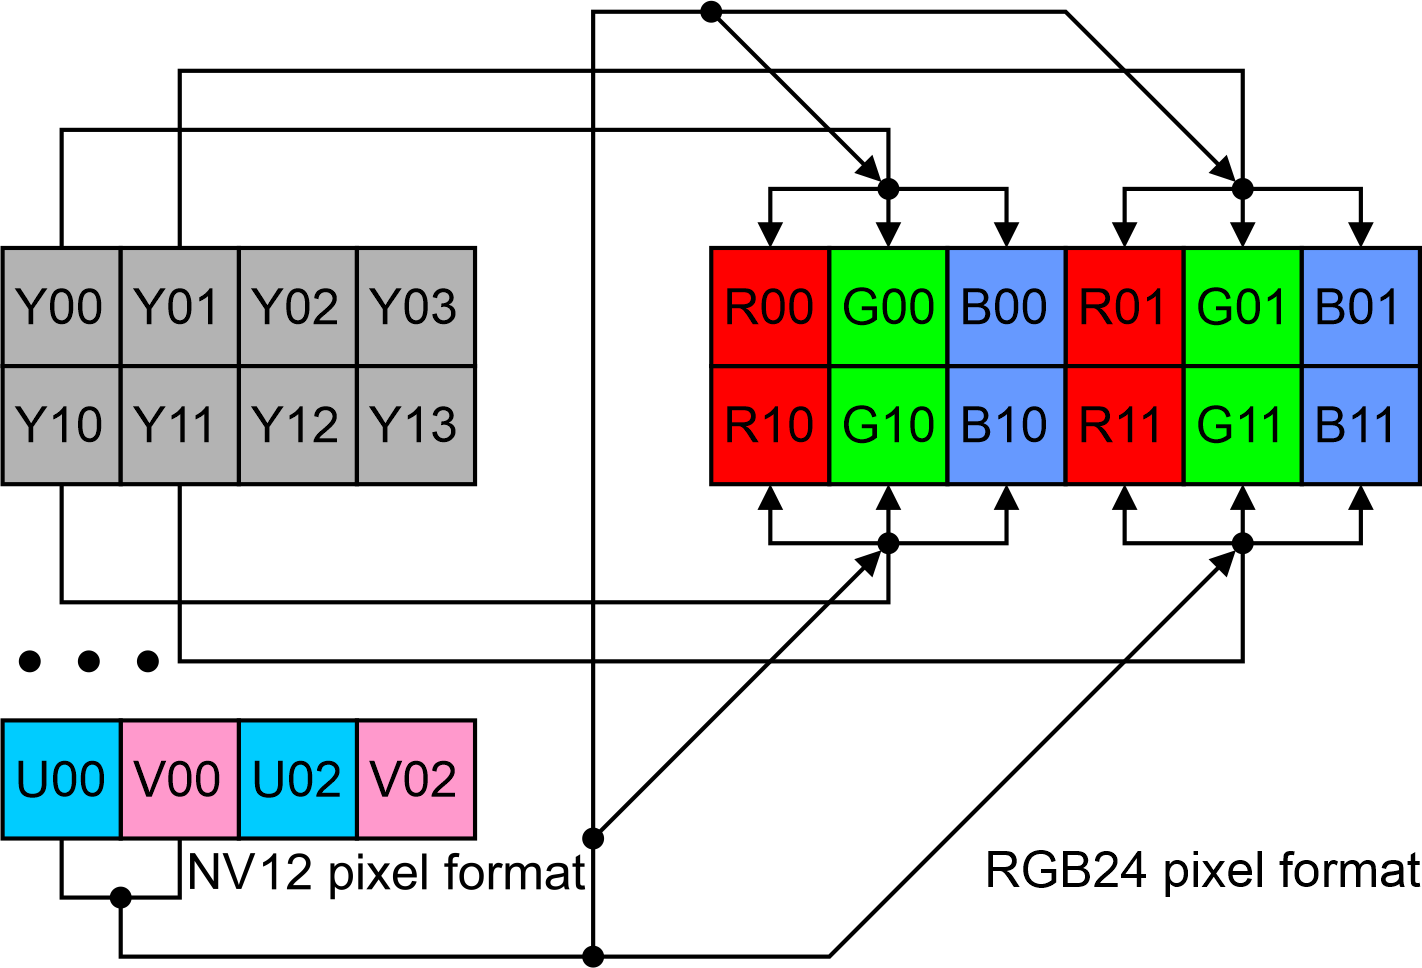 Y00 Y01 Y02 Y03
Y10 Y11 Y12 Y13
R00 G00 B00 R01 G01 B01
R10 G10 B10 R11 G11 B11
U00 V00 U02 V02
NV12 pixel format
RGB24 pixel format